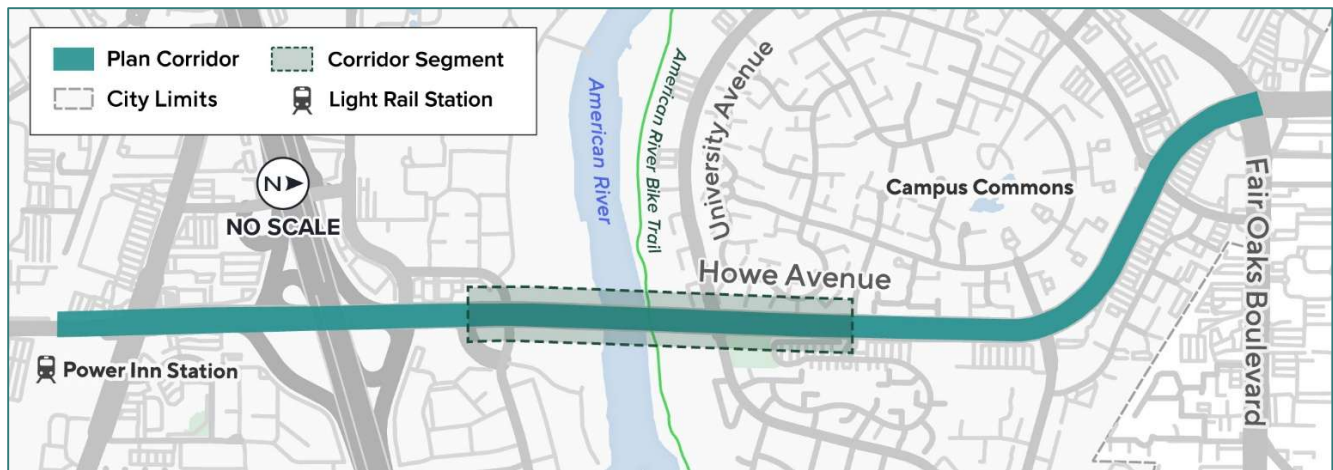 Plan Corridor
Corridor Segment
City Limits
Light Rail Station
N
NO SCALE
American River
American River Bike Trail
University Avenue
Campus Commons
Howe Avenue
Fair Oaks Boulevard
Power Inn Station